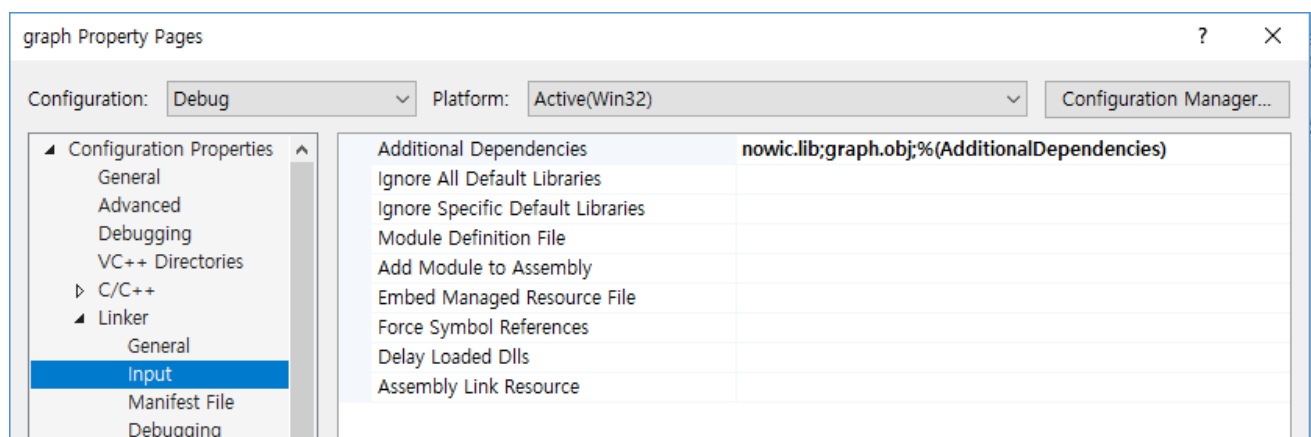 graph Property Pages ? ×
Configuration: Debug Platform: Active(Win32) Configuration Manager...
Configuration Properties
General
Advanced
Debugging
VC++ Directories
C/C++
Linker
General
Input
Manifest File
Debugging
Additional Dependencies nowic.lib;graph.obj;%(AdditionalDependencies)
Ignore All Default Libraries
Ignore Specific Default Libraries
Module Definition File
Add Module to Assembly
Embed Managed Resource File
Force Symbol References
Delay Loaded Dlls
Assembly Link Resource